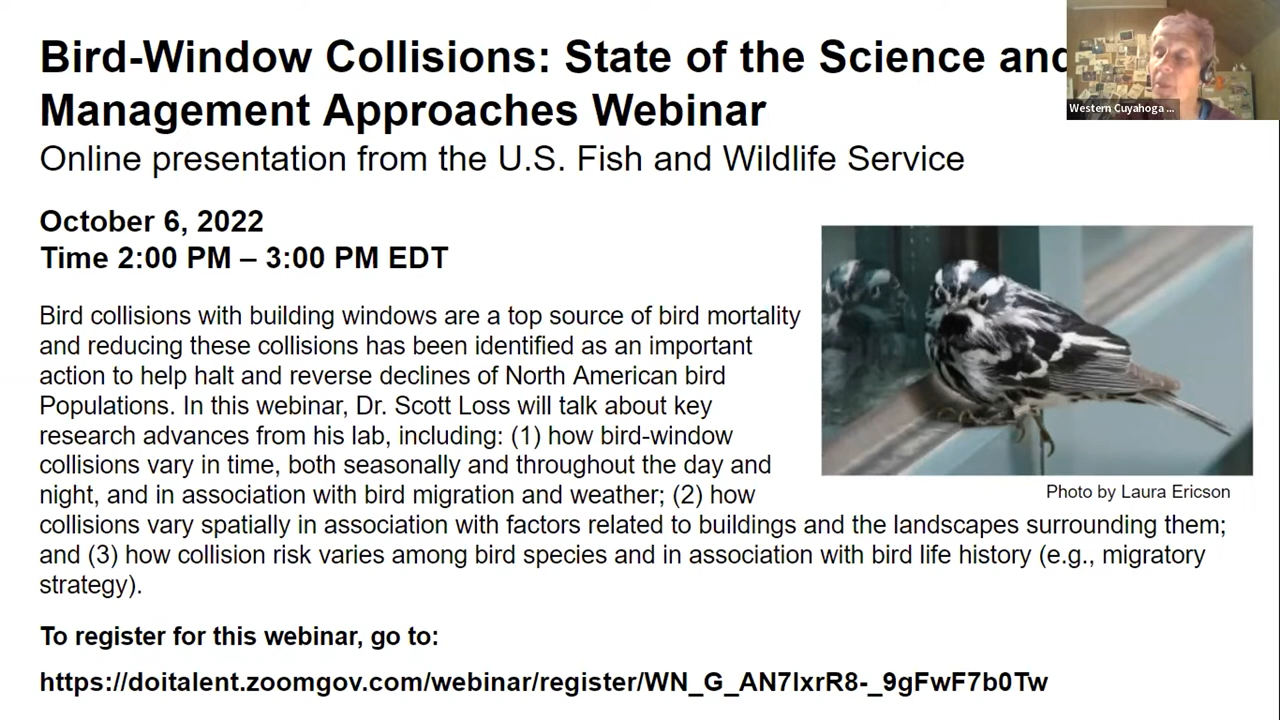 Bird-Window Collisions: State of the Science and
Management Approaches Webinar
Online presentation from the U.S. Fish and Wildlife Service
Western Cuyahoga ...
October 6, 2022
Time 2:00 PM – 3:00 PM EDT
Bird collisions with building windows are a top source of bird mortality
and reducing these collisions has been identified as an important
action to help halt and reverse declines of North American bird
Populations. In this webinar, Dr. Scott Loss will talk about key
research advances from his lab, including: (1) how bird-window
collisions vary in time, both seasonally and throughout the day and
night, and in association with bird migration and weather; (2) how
collisions vary spatially in association with factors related to buildings and the landscapes surrounding them;
and (3) how collision risk varies among bird species and in association with bird life history (e.g., migratory
strategy).
Photo by Laura Ericson
To register for this webinar, go to:
https://doitalent.zoomgov.com/webinar/register/WN_G_AN7lxrR8-_9gFwF7b0Tw